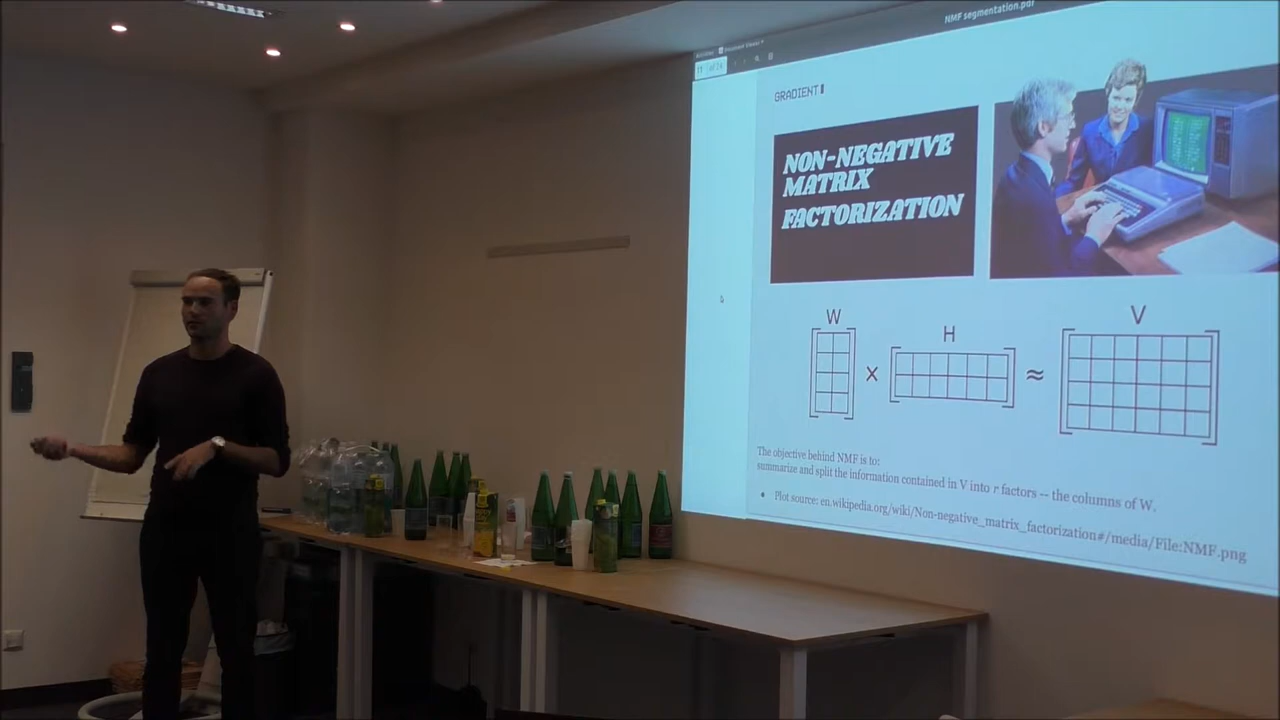 NMF segmentation.pdf
GRADIENT
NON-NEGATIVE
MATRIX
FACTORIZATION
W
H
V
×
≈
The objective behind NMF is to:
summarize and split the information contained in V into r factors -- the columns of W.
• Plot source: en.wikipedia.org/wiki/Non-negative_matrix_factorization#/media/File:NMF.png